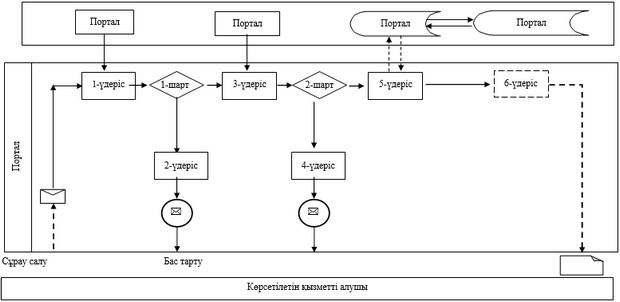 Портал
Портал
Портал
Портал
Портал
1-үдеріс
1-шарт
3-үдеріс
2-шарт
5-үдеріс
6-үдеріс
2-үдеріс
4-үдеріс
Сұрау салу
Бас тарту
Көрсетілетін қызметті алушы